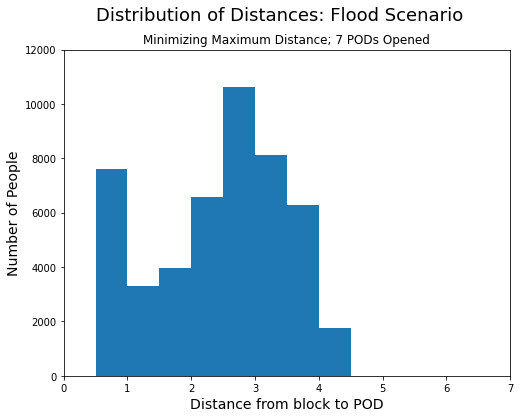 Distribution of Distances: Flood Scenario
Minimizing Maximum Distance; 7 PODs Opened
12000
10000
8000
6000
4000
2000
0
Number of People
0 1 2 3 4 5 6 7
Distance from block to POD